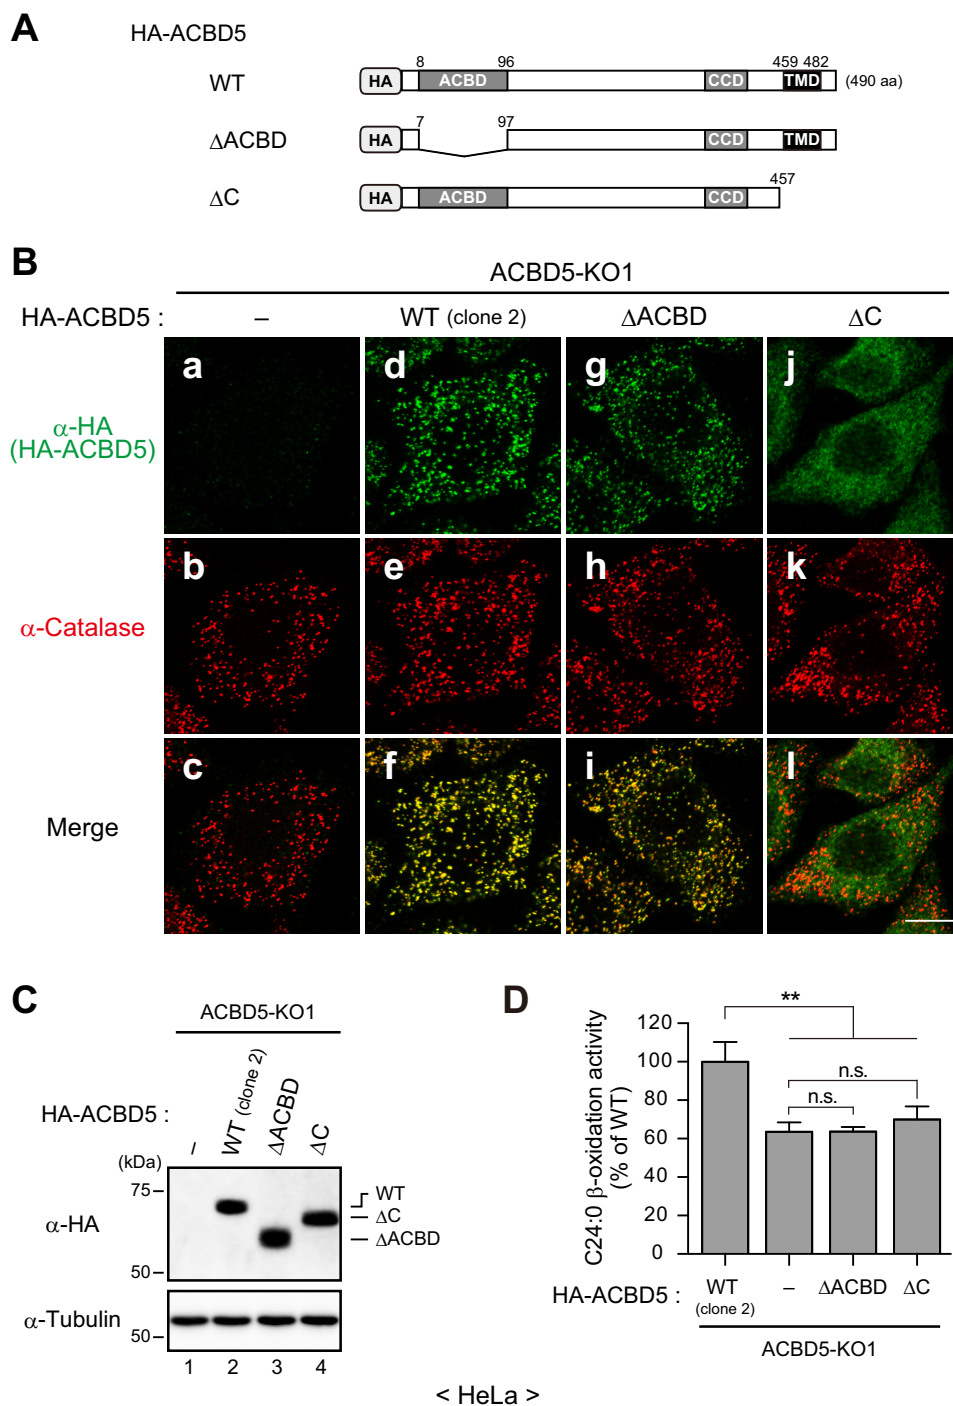 A
HA-ACBD5
8 96 459 482
WT HA ACBD CCD TMD (490 aa)
7 97
ΔACBD HA CCD TMD
457
ΔC HA ACBD CCD
B
ACBD5-KO1
HA-ACBD5 : – WT (clone 2) ΔACBD ΔC
a d g j
α-HA
(HA-ACBD5)
b e h k
α-Catalase
c f i l
Merge
C
ACBD5-KO1
HA-ACBD5 : – WT (clone 2) ΔACBD ΔC
(kDa)
75
α-HA
50
WT
ΔC
ΔACBD
α-Tubulin
50
1 2 3 4
D
**
n.s.
n.s.
C24:0 β-oxidation activity
(% of WT)
120
100
80
60
40
20
0
HA-ACBD5 : WT (clone 2) – ΔACBD ΔC
ACBD5-KO1
< HeLa >